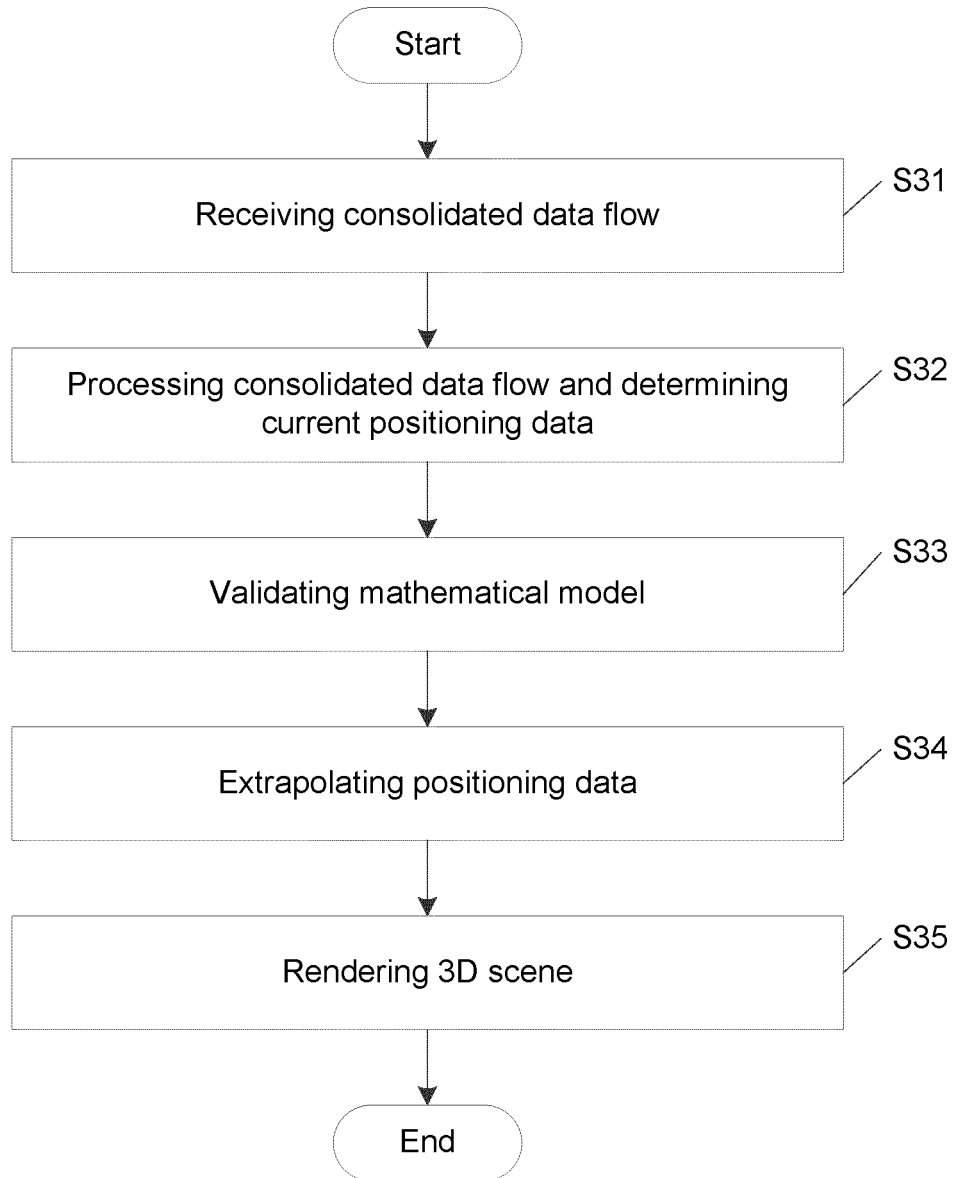 Start
S31
Receiving consolidated data flow
S32
Processing consolidated data flow and determining
current positioning data
S33
Validating mathematical model
S34
Extrapolating positioning data
S35
Rendering 3D scene
End